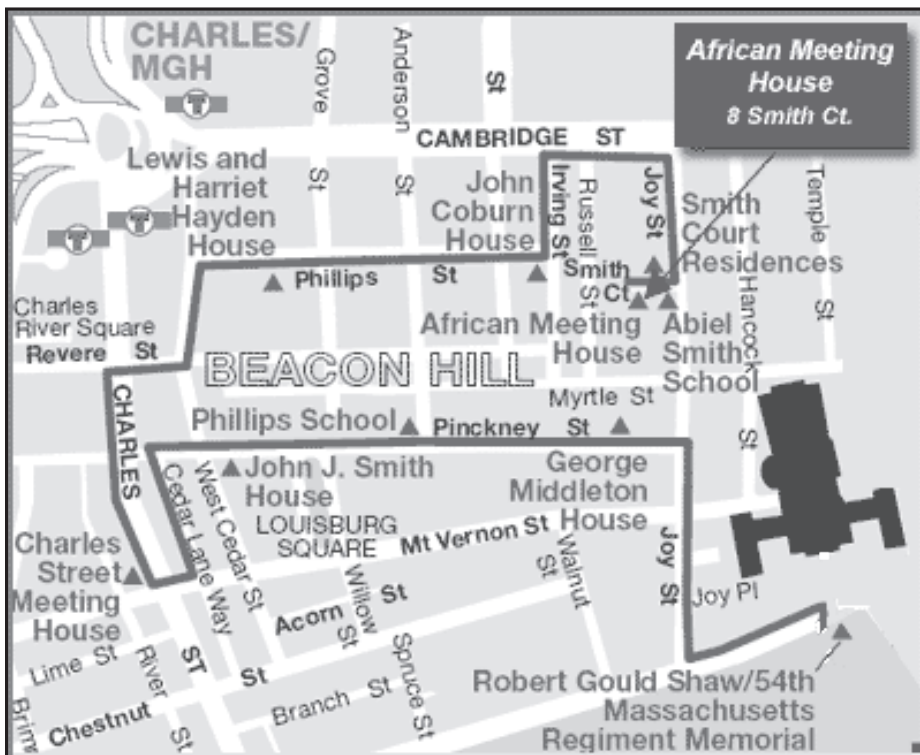 CHARLES/
MGH
T
Grove
St
Anderson
St
St
African Meeting
House
8 Smith Ct.
CAMBRIDGE ST
Lewis and
Harriet
Hayden
House
John
Coburn
House
Irving St
Russell
St
Joy St
Smith
Court
Residences
Temple
St
T
T
Phillips St
Smith
Ct
Hancock
St
Charles
River Square
Revere St
African Meeting
House
Abiel
Smith
School
BEACON HILL
Myrtle St
CHARLES
Phillips School
Pinckney St
John J. Smith
House
George
Middleton
House
Cedar Lane Way
West Cedar St
LOUISBURG
SQUARE
Mt Vernon St
Walnut
St
Joy
St
Joy Pl
Charles
Street
Meeting
House
Acorn St
Willow
St
Spruce St
Lime St
River
St
ST
Chestnut St
Branch St
Brim
Robert Gould Shaw/54th
Massachusetts
Regiment Memorial